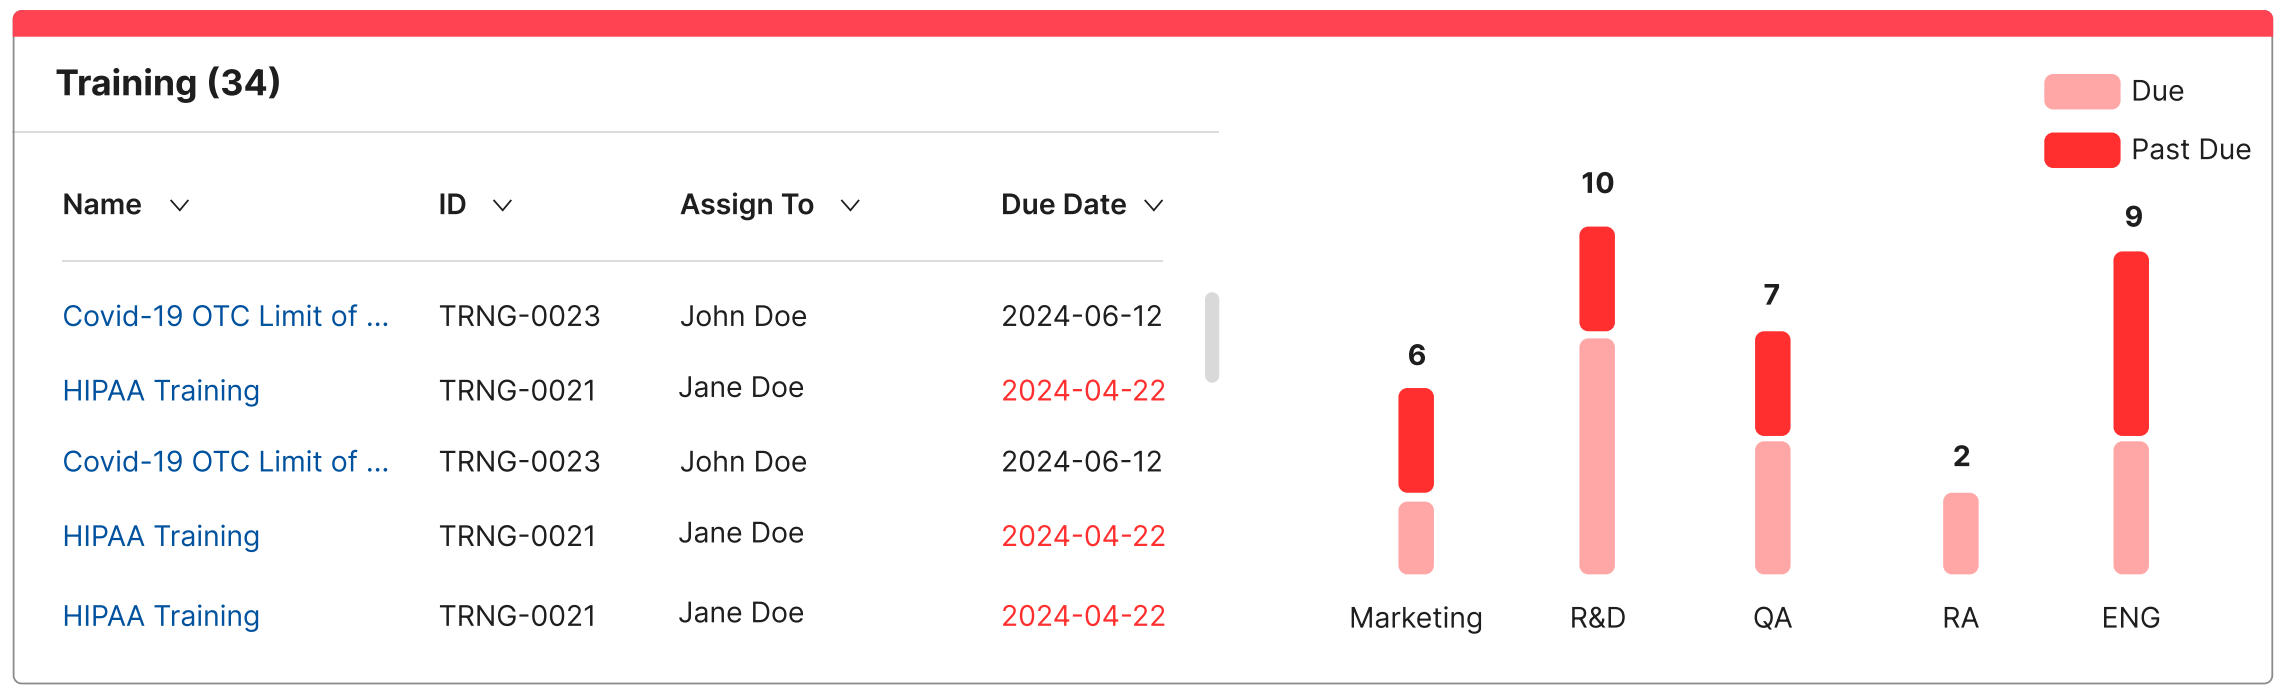 Training (34)
Name ID Assign To Due Date
Covid-19 OTC Limit of ... TRNG-0023 John Doe 2024-06-12
HIPAA Training TRNG-0021 Jane Doe 2024-04-22
Covid-19 OTC Limit of ... TRNG-0023 John Doe 2024-06-12
HIPAA Training TRNG-0021 Jane Doe 2024-04-22
HIPAA Training TRNG-0021 Jane Doe 2024-04-22
Due
Past Due
6 10 7 2 9
Marketing R&D QA RA ENG